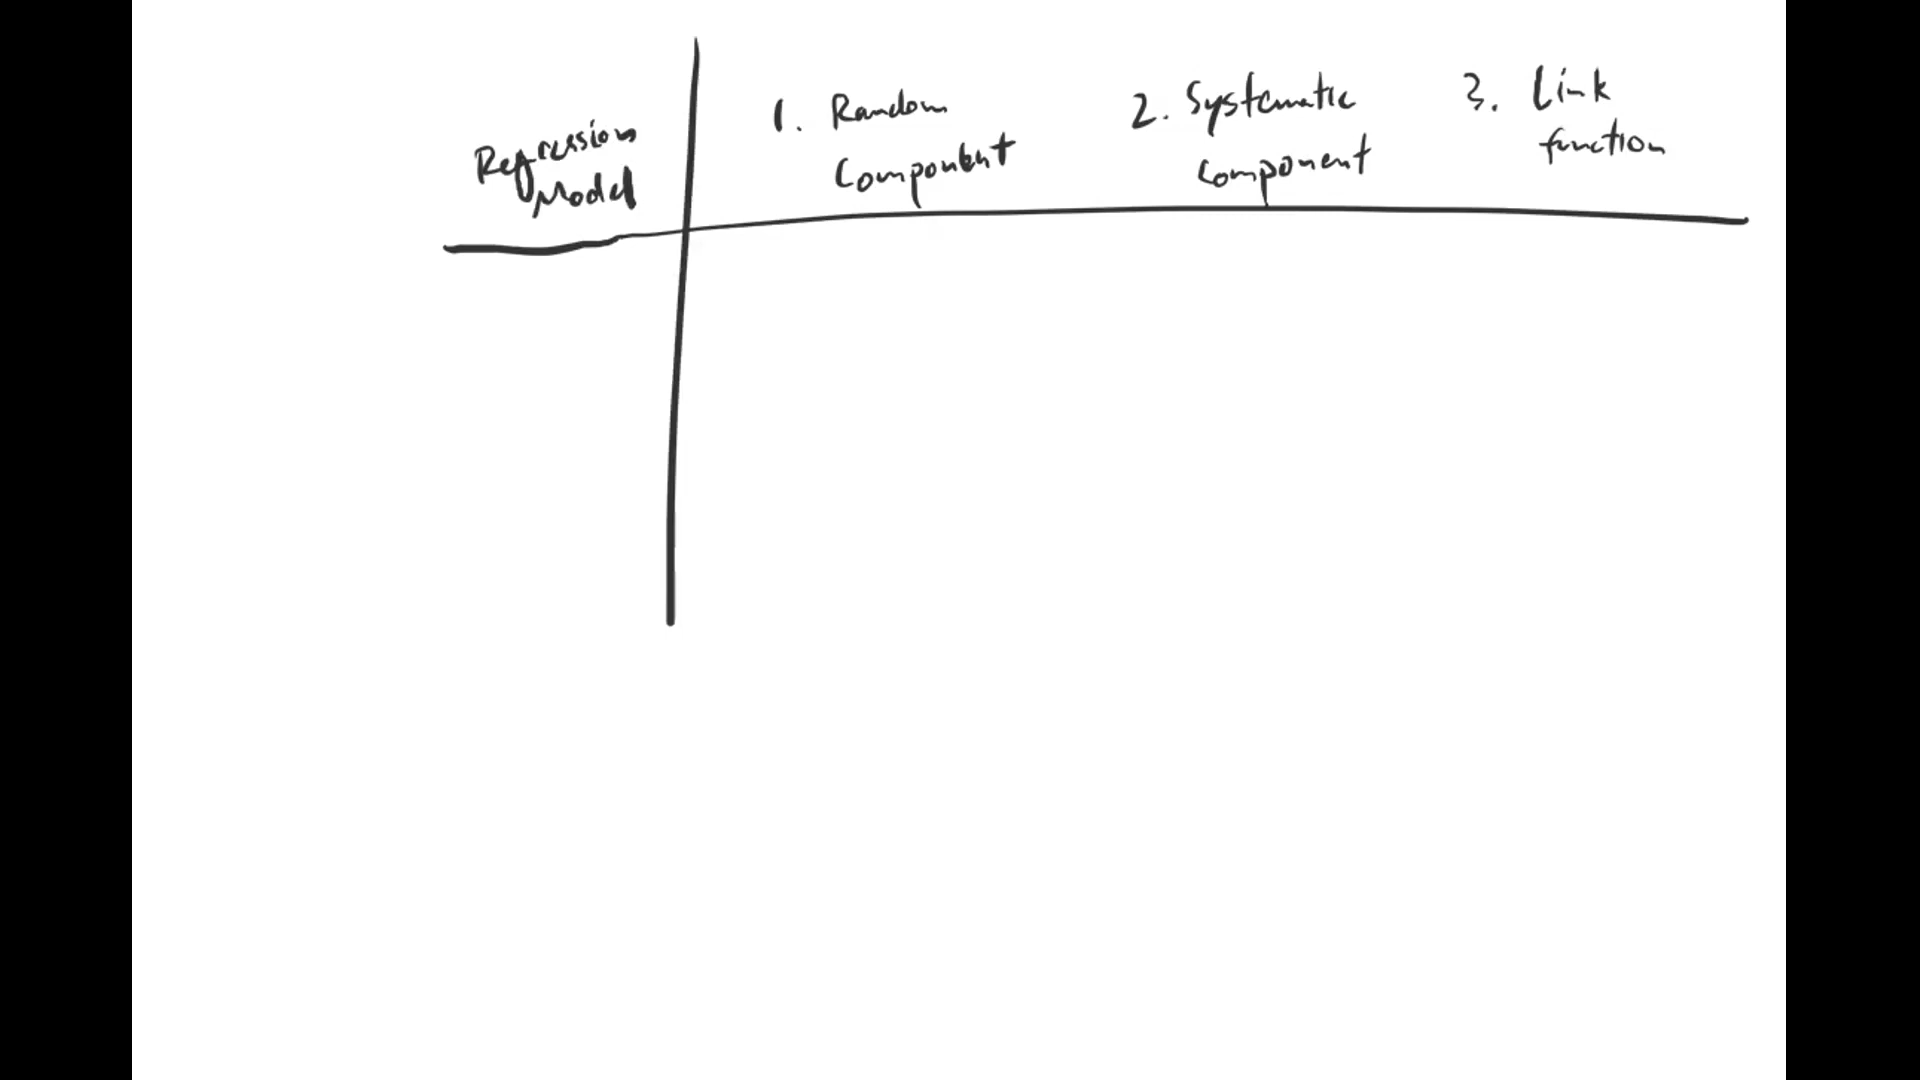 Regression
Model
1. Random
Component
2. Systematic
Component
3. Link
function